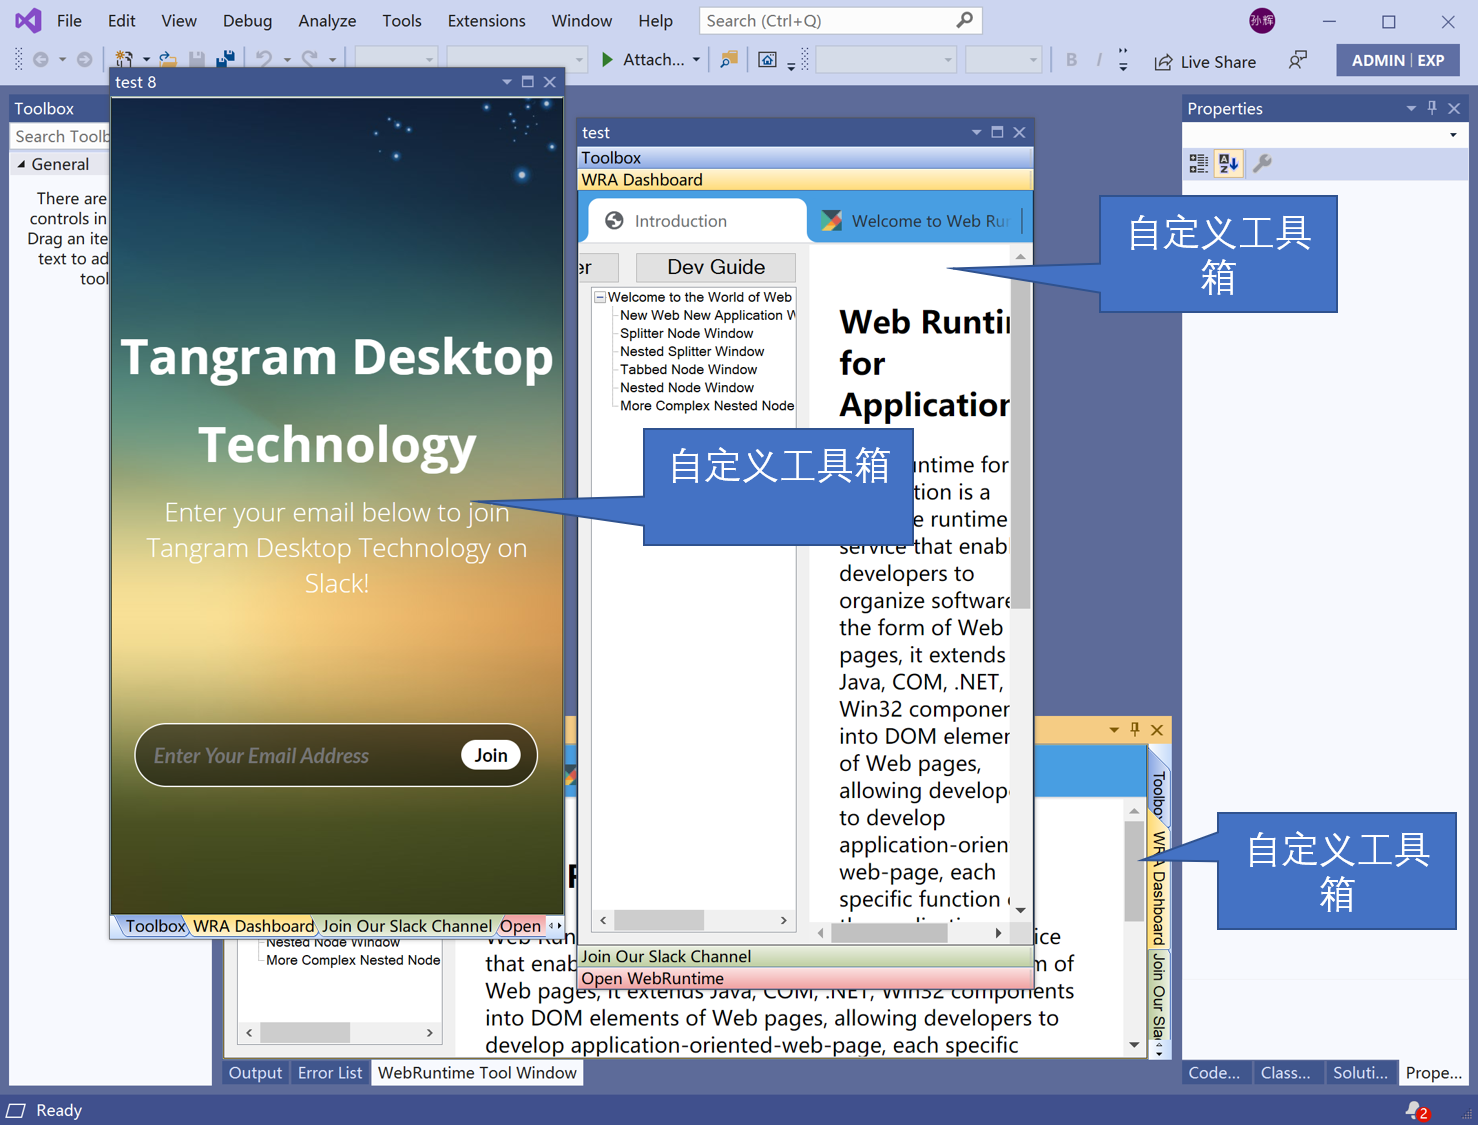 File Edit View Debug Analyze Tools Extensions Window Help Search (Ctrl+Q) 孙辉
Attach... B I Live Share ADMIN EXP
test 8
Toolbox
Search Toolb
General
There are
controls in
Drag an ite
text to ad
tool
Tangram Desktop
Technology
Enter your email below to join
Tangram Desktop Technology on
Slack!
Enter Your Email Address Join
Toolbox WRA Dashboard Join Our Slack Channel Open
test
Toolbox
WRA Dashboard
Introduction Welcome to Web Ru
er Dev Guide
Welcome to the World of Web
New Web New Application W
Splitter Node Window
Nested Splitter Window
Tabbed Node Window
Nested Node Window
More Complex Nested Node
Web Runti
for
Application
untime for
tion is a
e runtime
service that enab
developers to
organize software
the form of Web
pages, it extends
Java, COM, .NET,
Win32 componen
into DOM elemen
of Web pages,
allowing develop
to develop
application-orien
web-page, each
specific function
Join Our Slack Channel
Open WebRuntime
自定义工具
箱
自定义工具箱
自定义工具
箱
Properties
Toolbo
WRA Dashboard
Join Our Sla
Nested Node Window
More Complex Nested Node
Web Run ice
that enab m of
Web pages, it extends Java, COM, .NET, Win32 components
into DOM elements of Web pages, allowing developers to
develop application-oriented-web-page, each specific
Output Error List WebRuntime Tool Window
Code... Class... Soluti... Prope...
Ready 2